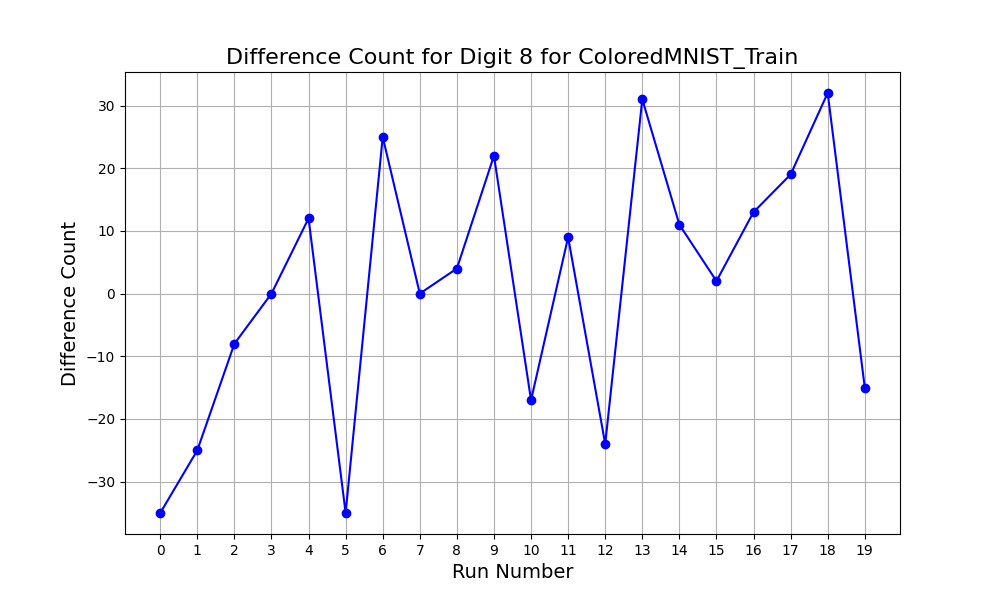 Difference Count for Digit 8 for ColoredMNIST_Train
Difference Count
30
20
10
0
−10
−20
−30
0 1 2 3 4 5 6 7 8 9 10 11 12 13 14 15 16 17 18 19
Run Number